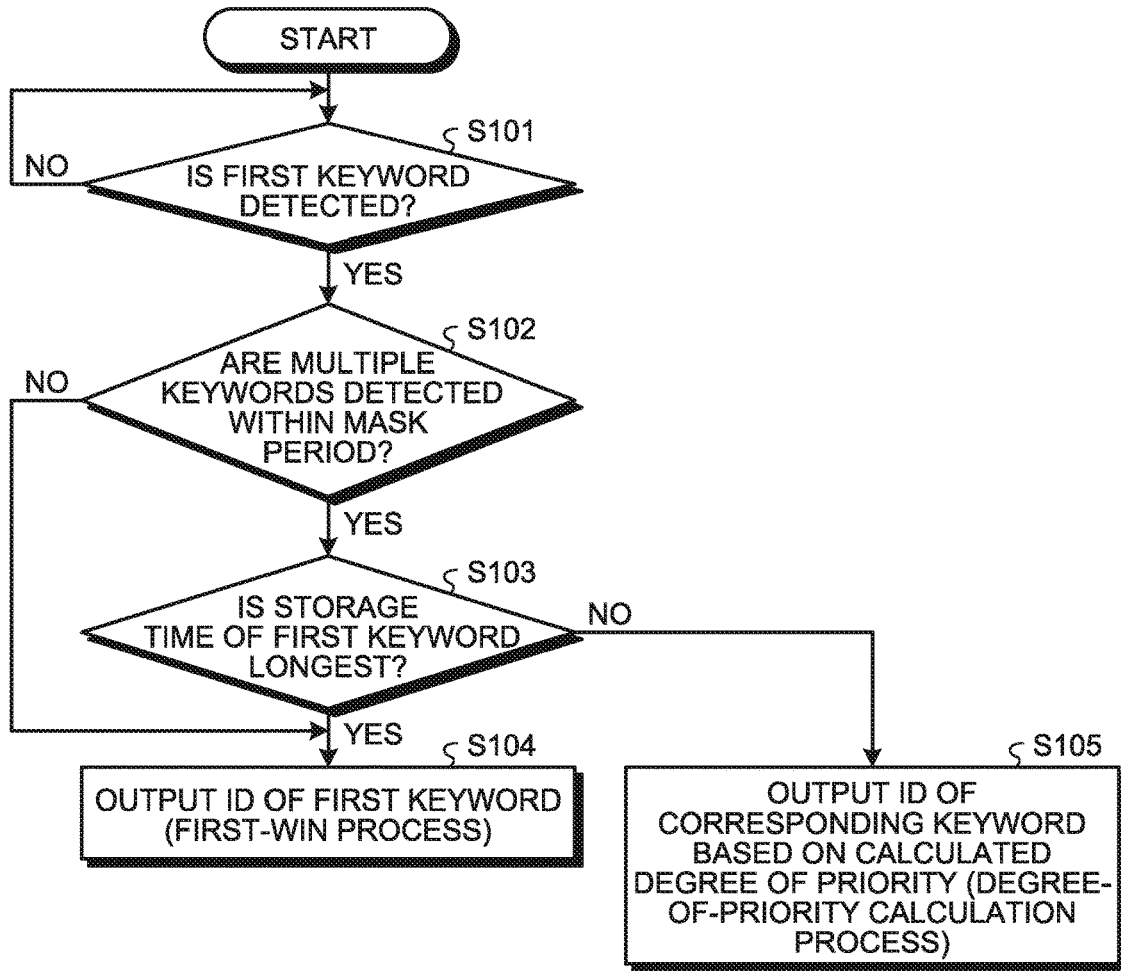 START
S101
NO
IS FIRST KEYWORD
DETECTED?
YES
S102
NO
ARE MULTIPLE
KEYWORDS DETECTED
WITHIN MASK
PERIOD?
YES
S103
IS STORAGE
TIME OF FIRST KEYWORD
LONGEST?
NO
YES
S104
OUTPUT ID OF FIRST KEYWORD
(FIRST-WIN PROCESS)
S105
OUTPUT ID OF
CORRESPONDING KEYWORD
BASED ON CALCULATED
DEGREE OF PRIORITY (DEGREE-
OF-PRIORITY CALCULATION
PROCESS)